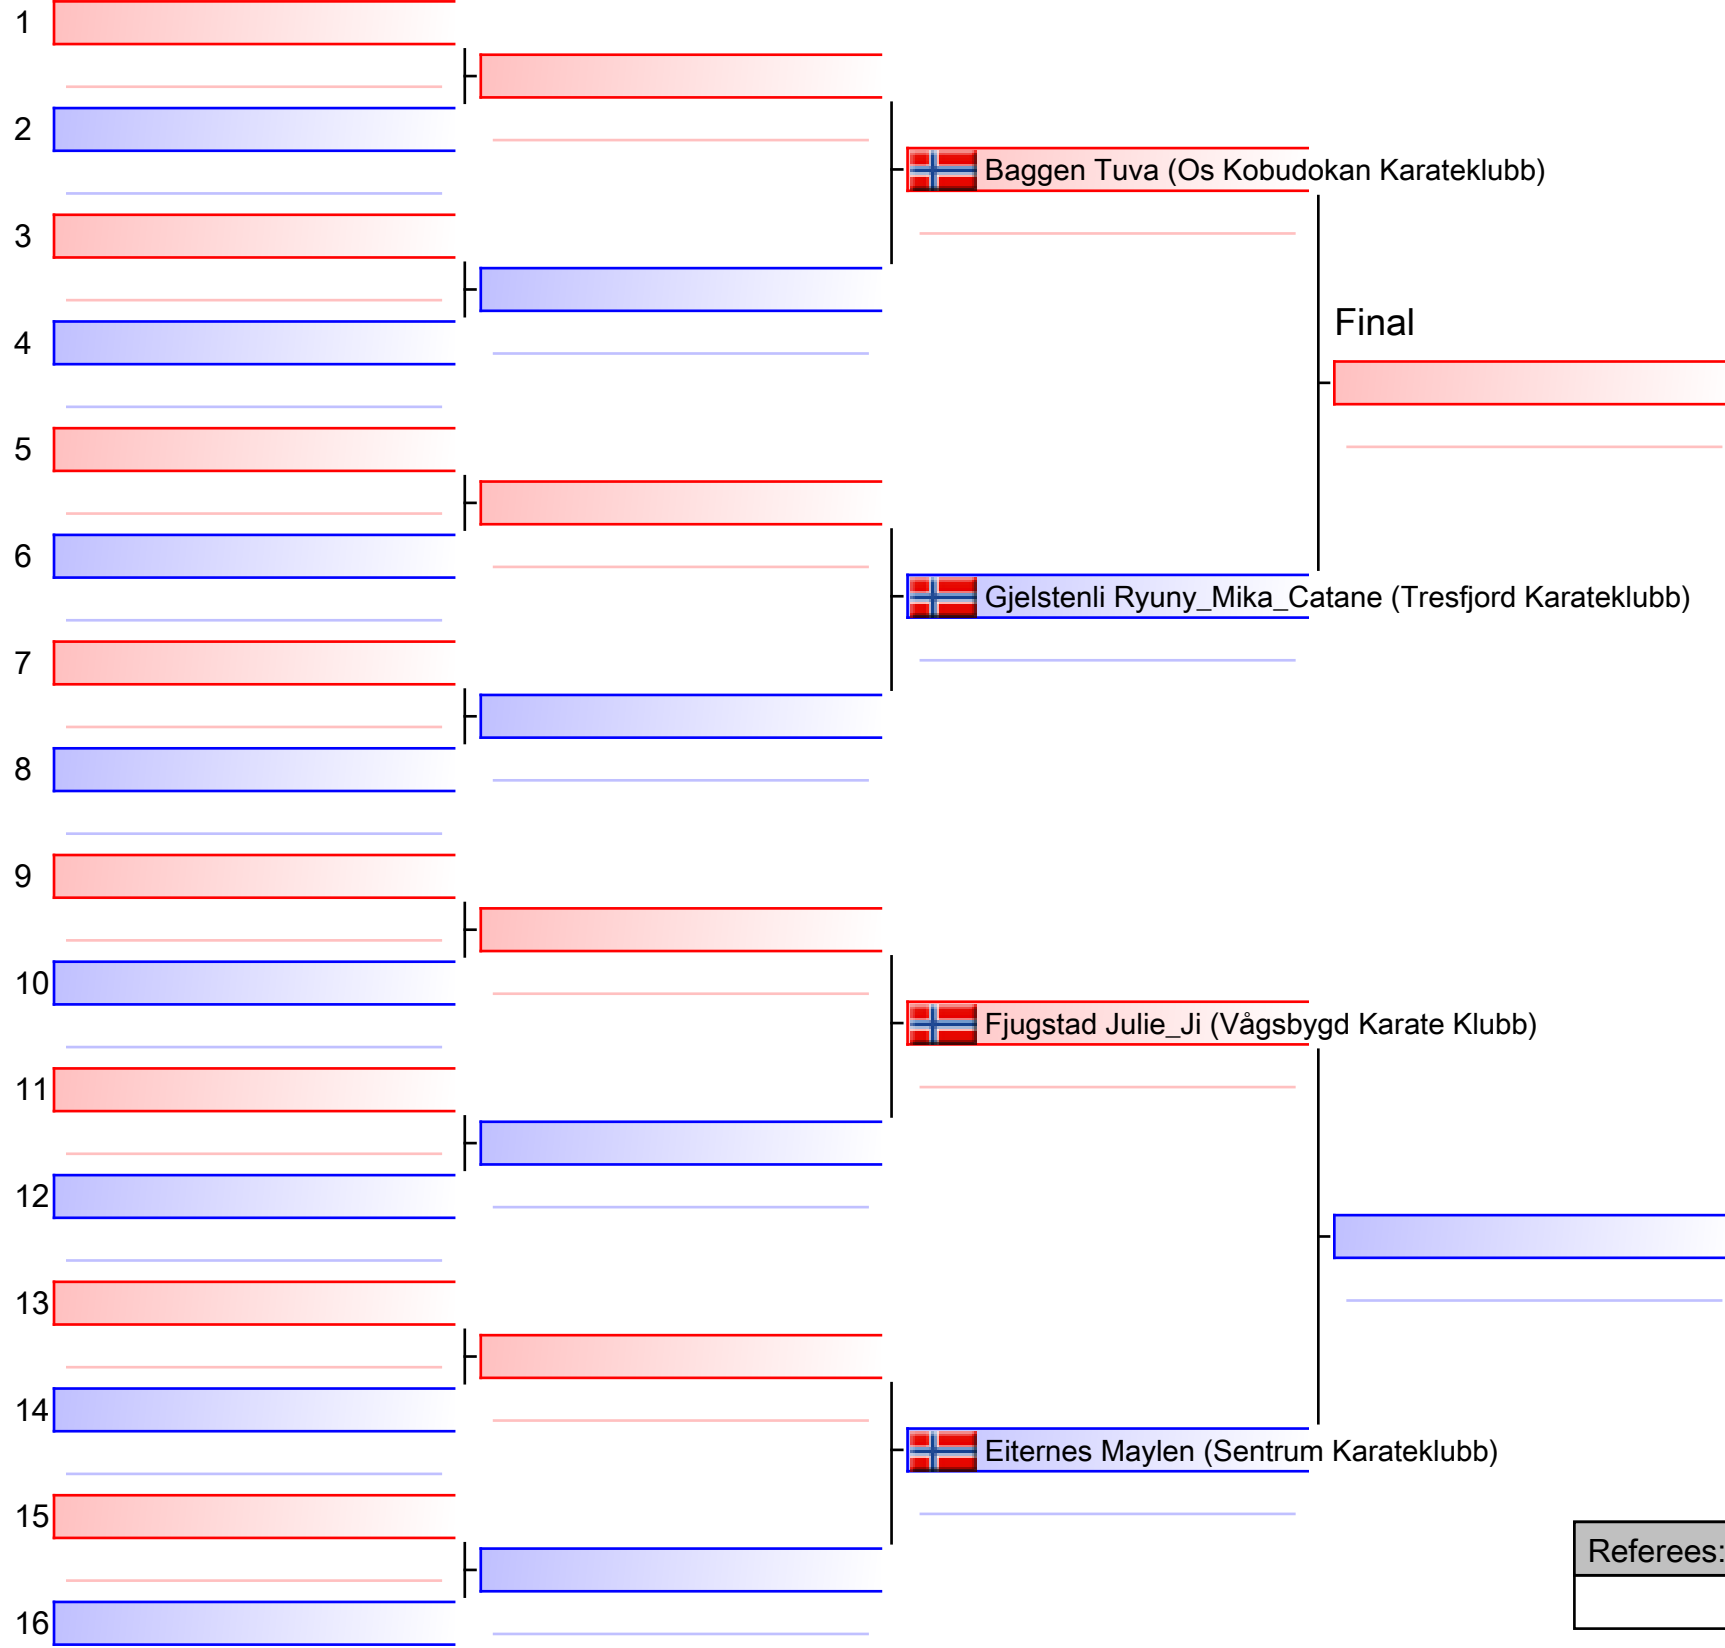 1
2
Baggen Tuva (Os Kobudokan Karateklubb)
3
Final
4
5
6
Gjelstenli Ryuny_Mika_Catane (Tresfjord Karateklubb)
7
8
9
10
Fjugstad Julie_Ji (Vågsbygd Karate Klubb)
11
12
13
14
Eiternes Maylen (Sentrum Karateklubb)
15
Referees:
16